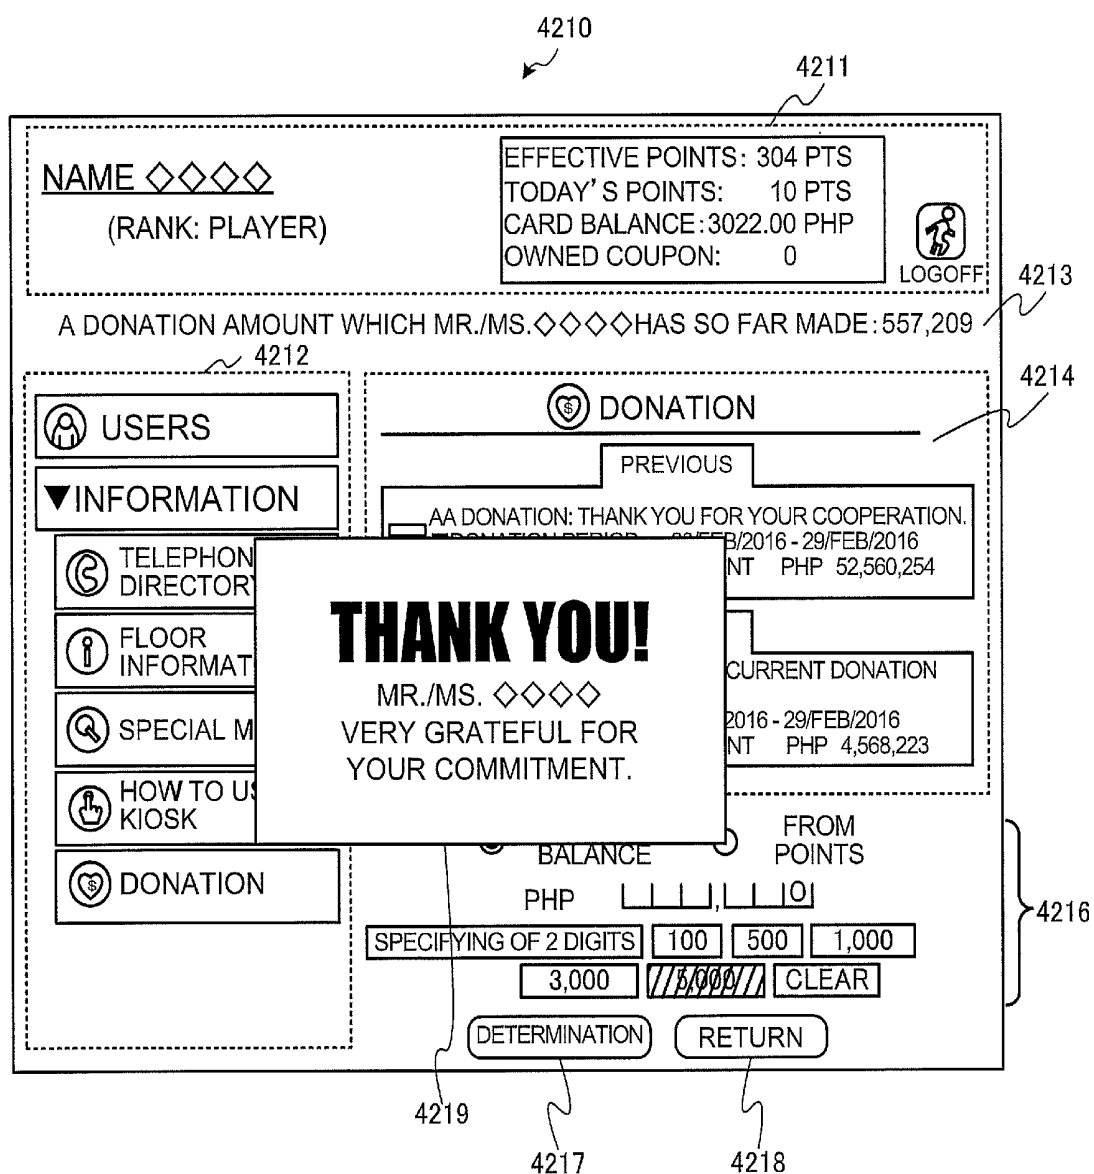 4210
4211
NAME ◇◇◇◇
(RANK: PLAYER)
EFFECTIVE POINTS: 304 PTS
TODAY'S POINTS: 10 PTS
CARD BALANCE:3022.00 PHP
OWNED COUPON: 0
LOGOFF
4213
A DONATION AMOUNT WHICH MR./MS.◇◇◇◇HAS SO FAR MADE:557,209
4212
4214
USERS
▼INFORMATION
TELEPHON
DIRECTORY
FLOOR
INFORMAT
SPECIAL M
HOW TO US
KIOSK
DONATION
DONATION
PREVIOUS
AA DONATION: THANK YOU FOR YOUR COOPERATION.
▼DONATION PERIOD B/2016 - 29/FEB/2016
NT PHP 52,560,254
CURRENT DONATION
2016 - 29/FEB/2016
NT PHP 4,568,223
THANK YOU!
MR./MS. ◇◇◇◇
VERY GRATEFUL FOR
YOUR COMMITMENT.
BALANCE
FROM
POINTS
PHP , 0
4216
SPECIFYING OF 2 DIGITS 100 500 1,000
3,000 5,000 CLEAR
DETERMINATION RETURN
4219
4217
4218